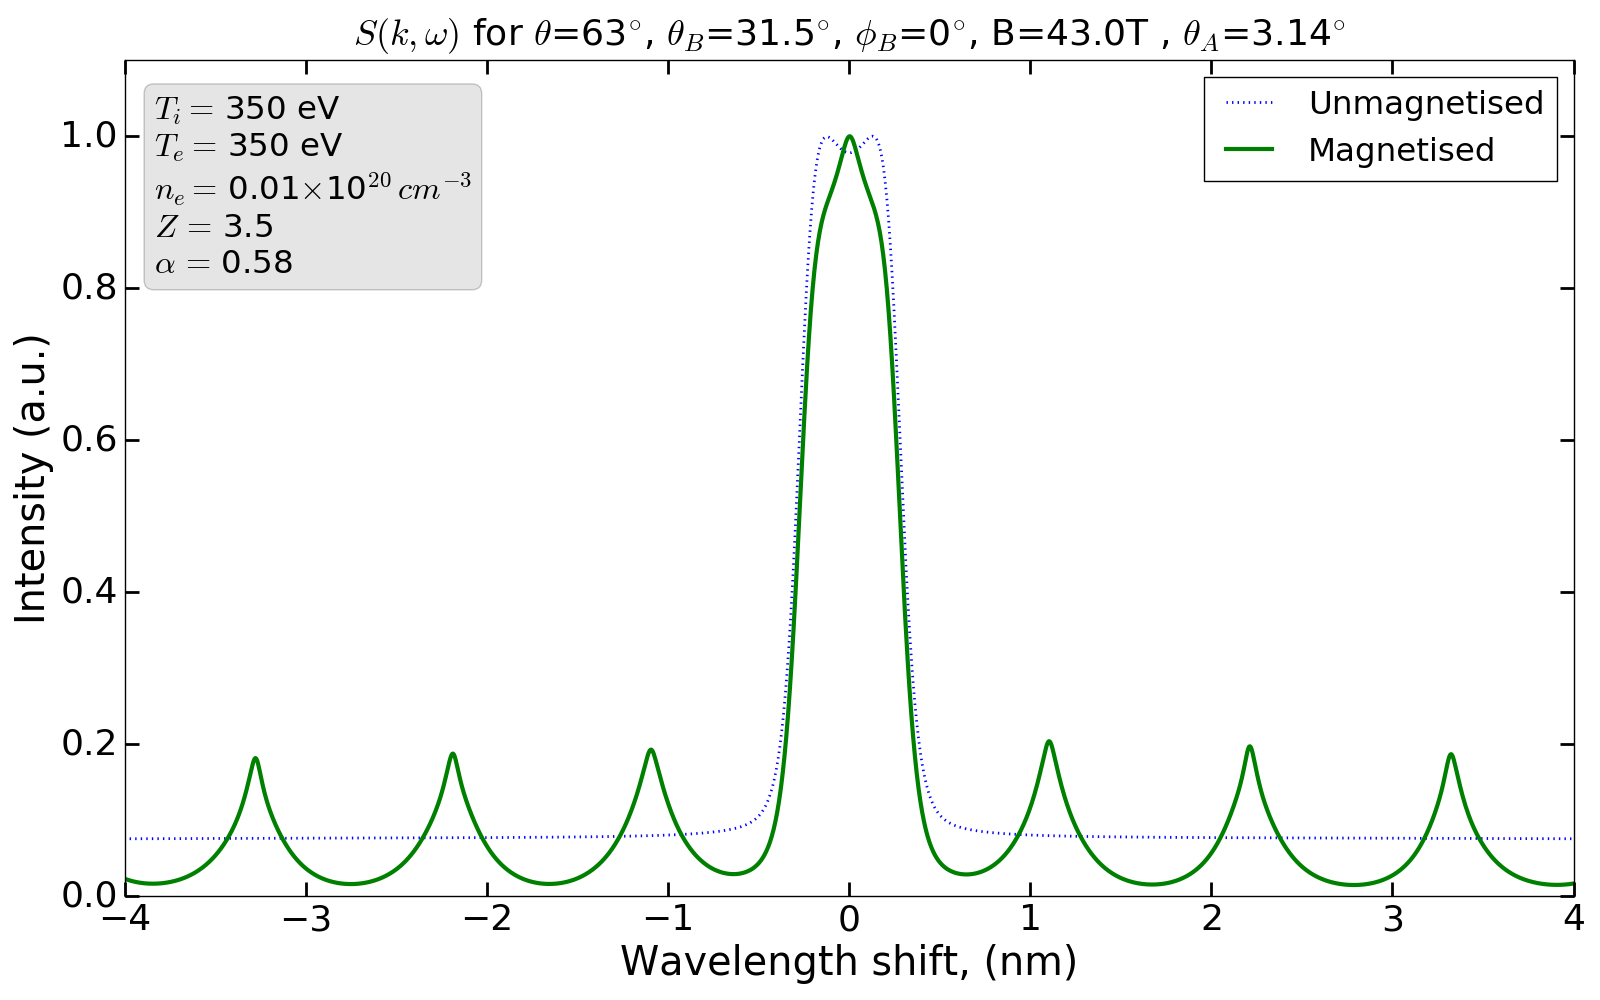 S(k, ω) for θ=63°, θ_B=31.5°, ϕ_B=0°, B=43.0T , θ_A=3.14°
T_i = 350 eV
T_e = 350 eV
n_e = 0.01×10^20 cm^−3
Z = 3.5
α = 0.58
Unmagnetised
Magnetised
Intensity (a.u.)
1.0
0.8
0.6
0.4
0.2
0.0
−4 −3 −2 −1 0 1 2 3 4
Wavelength shift, (nm)